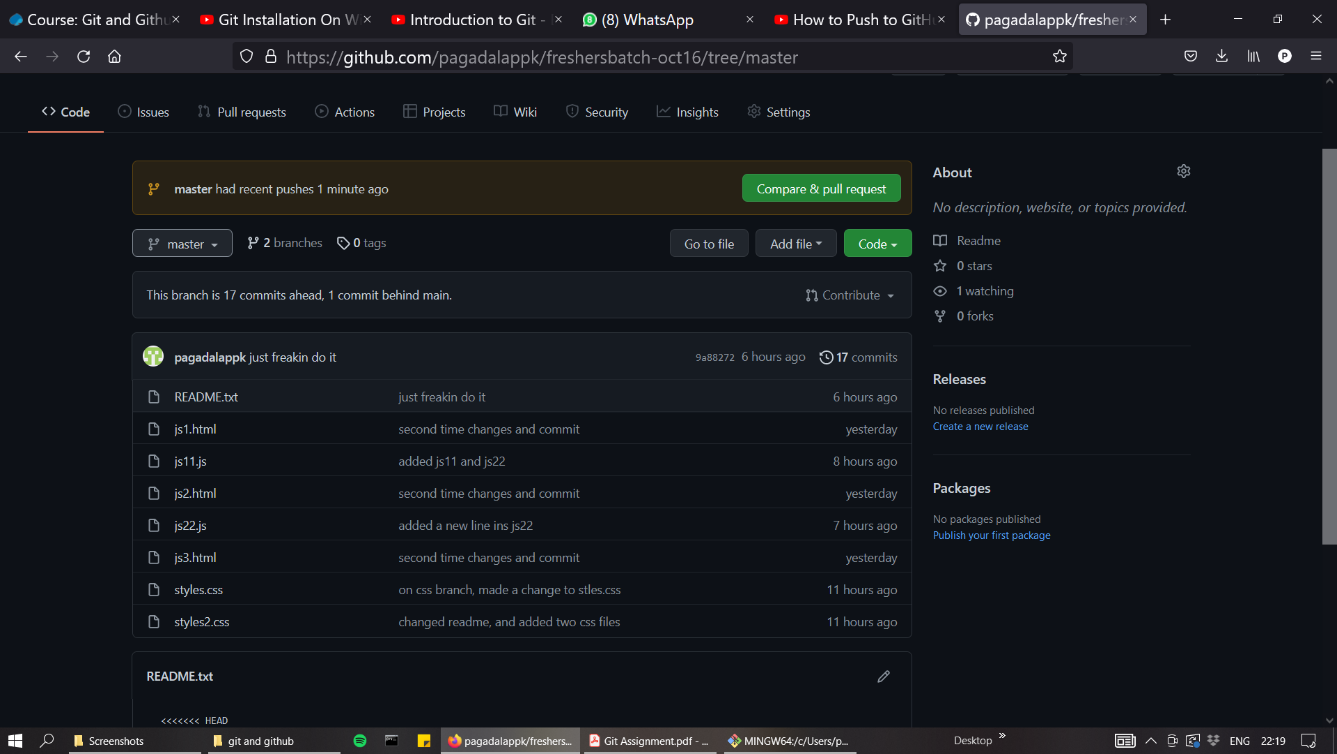 Course: Git and Githu
Git Installation On W
Introduction to Git -
(8) WhatsApp
How to Push to GitHu
pagadalappk/fresher
https://github.com/pagadalappk/freshersbatch-oct16/tree/master
Code
Issues
Pull requests
Actions
Projects
Wiki
Security
Insights
Settings
master had recent pushes 1 minute ago
Compare & pull request
master
2 branches
0 tags
Go to file
Add file
Code
This branch is 17 commits ahead, 1 commit behind main.
Contribute
pagadalappk just freakin do it
9a88272 6 hours ago
17 commits
README.txt just freakin do it 6 hours ago
js1.html second time changes and commit yesterday
js11.js added js11 and js22 8 hours ago
js2.html second time changes and commit yesterday
js22.js added a new line ins js22 7 hours ago
js3.html second time changes and commit yesterday
styles.css on css branch, made a change to stles.css 11 hours ago
styles2.css changed readme, and added two css files 11 hours ago
README.txt
<<<<<<< HEAD
About
No description, website, or topics provided.
Readme
0 stars
1 watching
0 forks
Releases
No releases published
Create a new release
Packages
No packages published
Publish your first package
Screenshots
git and github
pagadalappk/freshers...
Git Assignment.pdf - ...
MINGW64:/c/Users/p...
Desktop
ENG
22:19